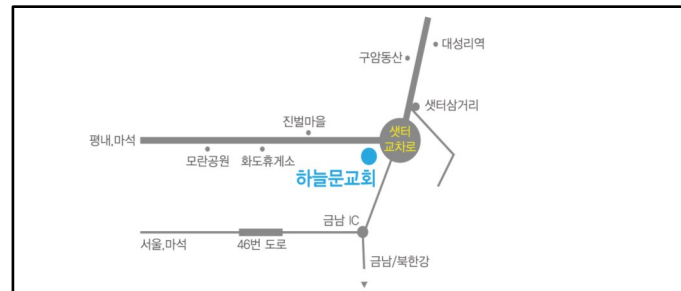 대성리역
구암동산
샛터삼거리
진벌마을
샛터
교차로
평내,마석
모란공원
화도휴게소
하늘문교회
금남 IC
서울,마석
46번 도로
금남/북한강